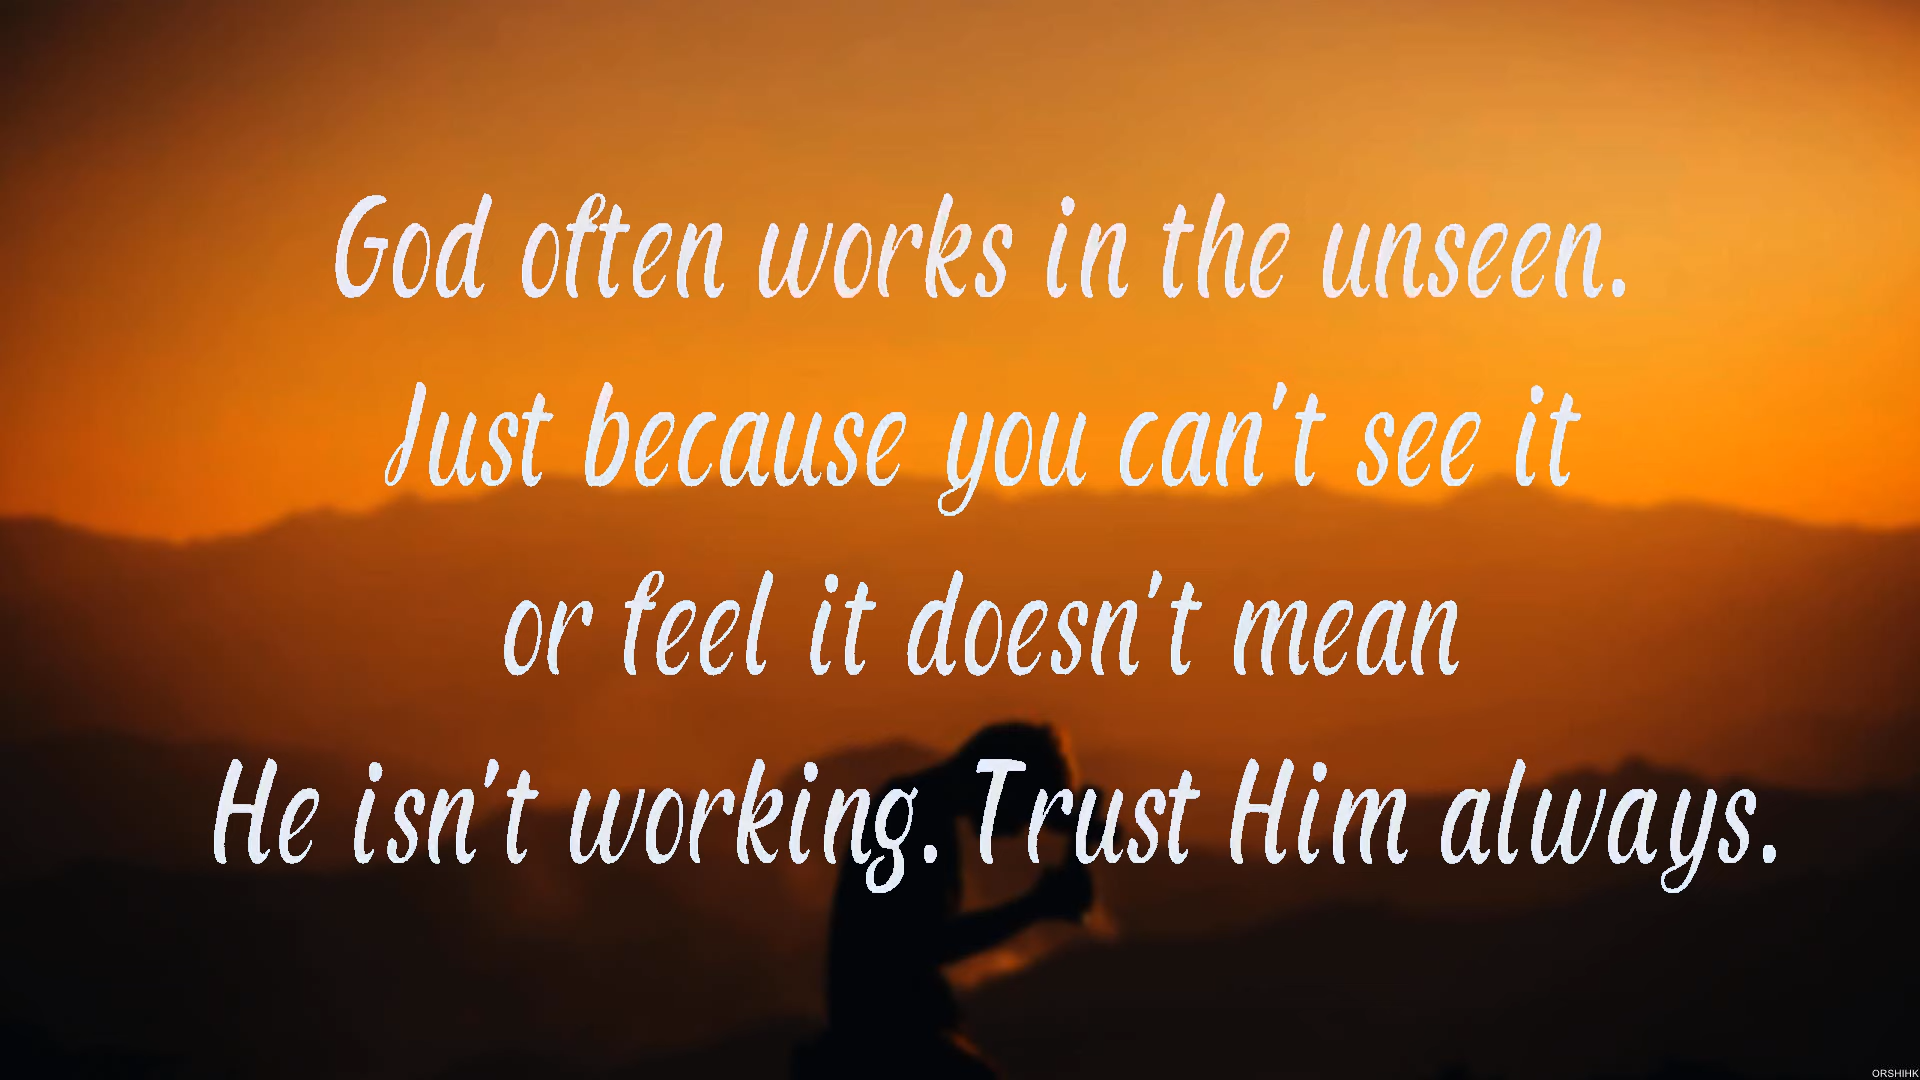 God often works in the unseen.
Just because you can't see it
or feel it doesn't mean
He isn't working. Trust Him always.
ORSHIHK